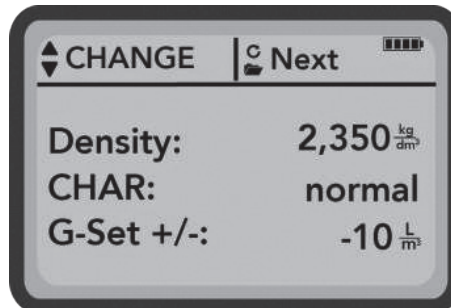 CHANGE C Next
Density: 2,350 kg/dm³
CHAR: normal
G-Set +/-: -10 L/m³